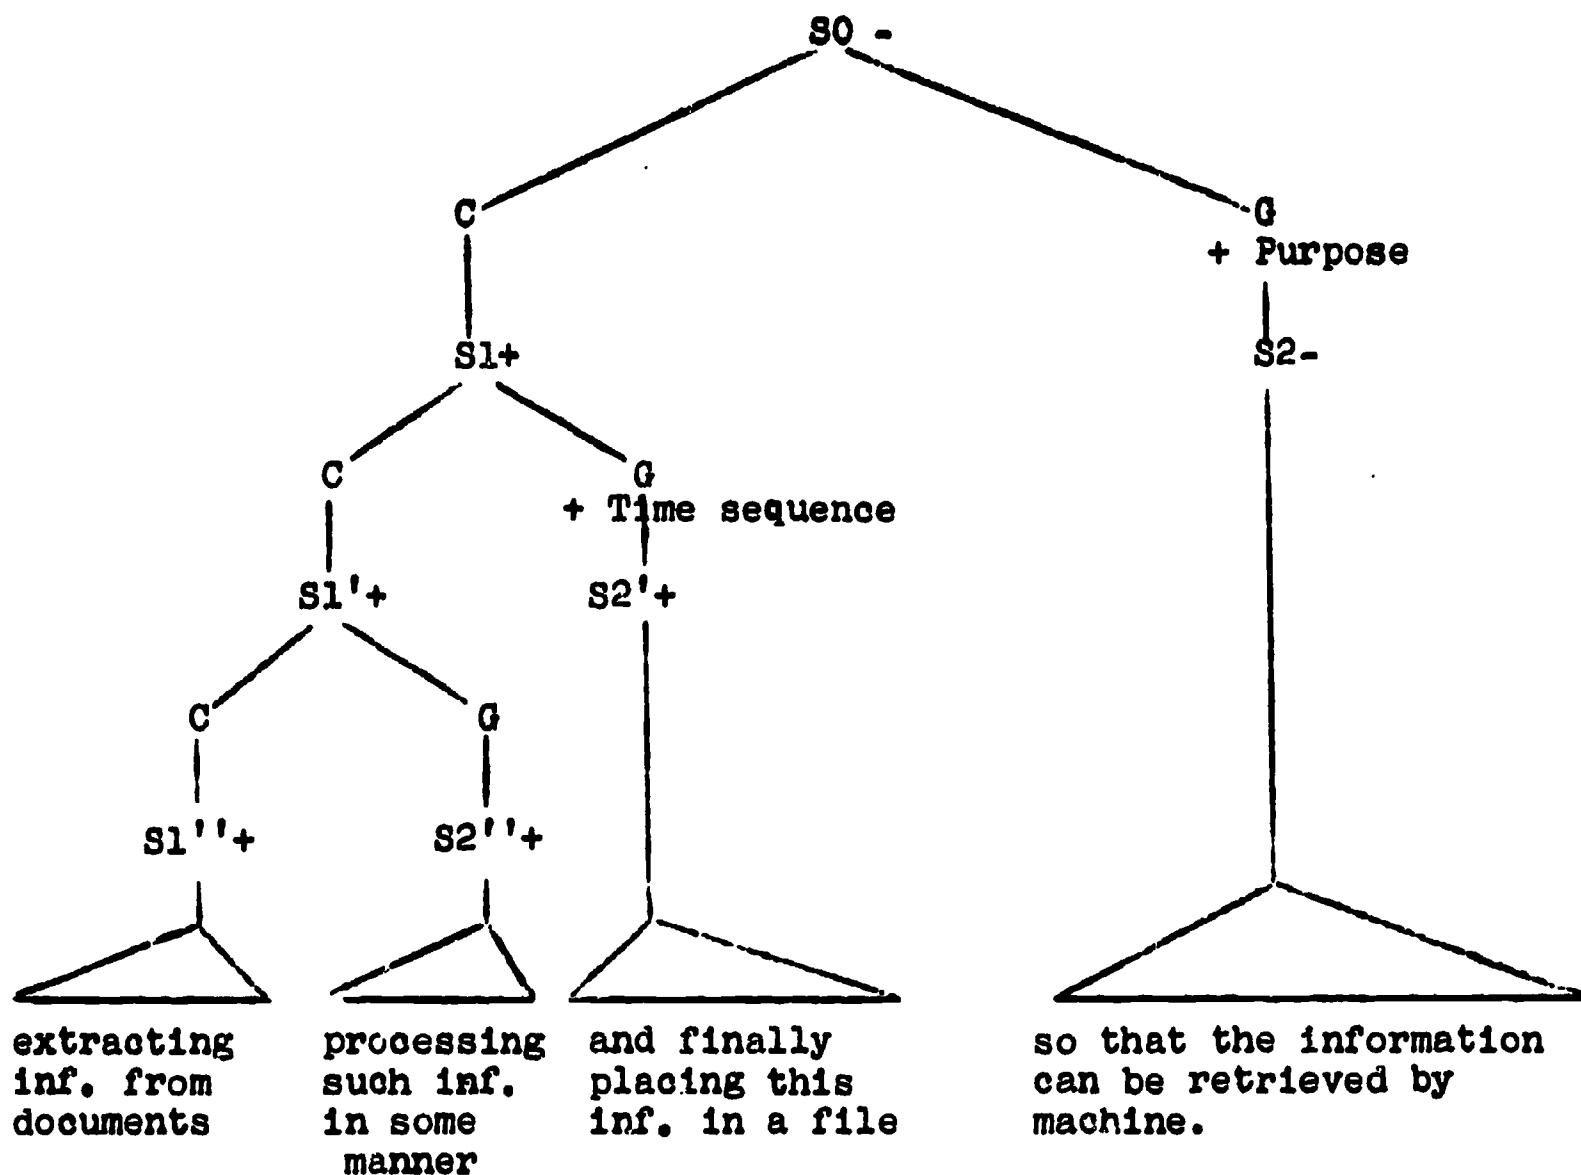 S0 -
C
G
+ Purpose
S1+
S2-
C
G
+ Time sequence
S1'+
S2'+
C
G
S1''+
S2''+
extracting
inf. from
documents
processing
such inf.
in some
manner
and finally
placing this
inf. in a file
so that the information
can be retrieved by
machine.